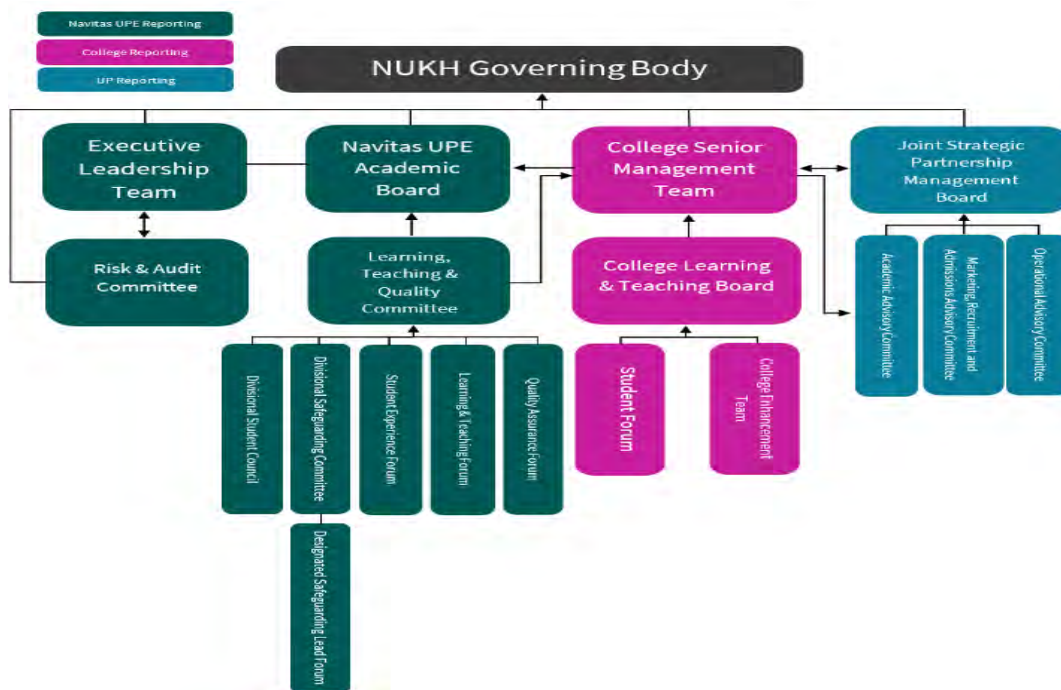 Navitas UPE Reporting
College Reporting
UP Reporting
NUKH Governing Body
Executive
Leadership
Team
Navitas UPE
Academic
Board
College Senior
Management
Team
Joint Strategic
Partnership
Management
Board
Risk & Audit
Committee
Learning,
Teaching &
Quality
Committee
College Learning
& Teaching Board
Academic Advisory Committee
Marketing, Recruitment and
Admissions Advisory Committee
Operational Advisory Committee
Divisional Student Council
Divisional Safeguarding Committee
Student Experience Forum
Learning & Teaching Forum
Quality Assurance Forum
Student Forum
College Enhancement
Team
Designated Safeguarding Lead Forum